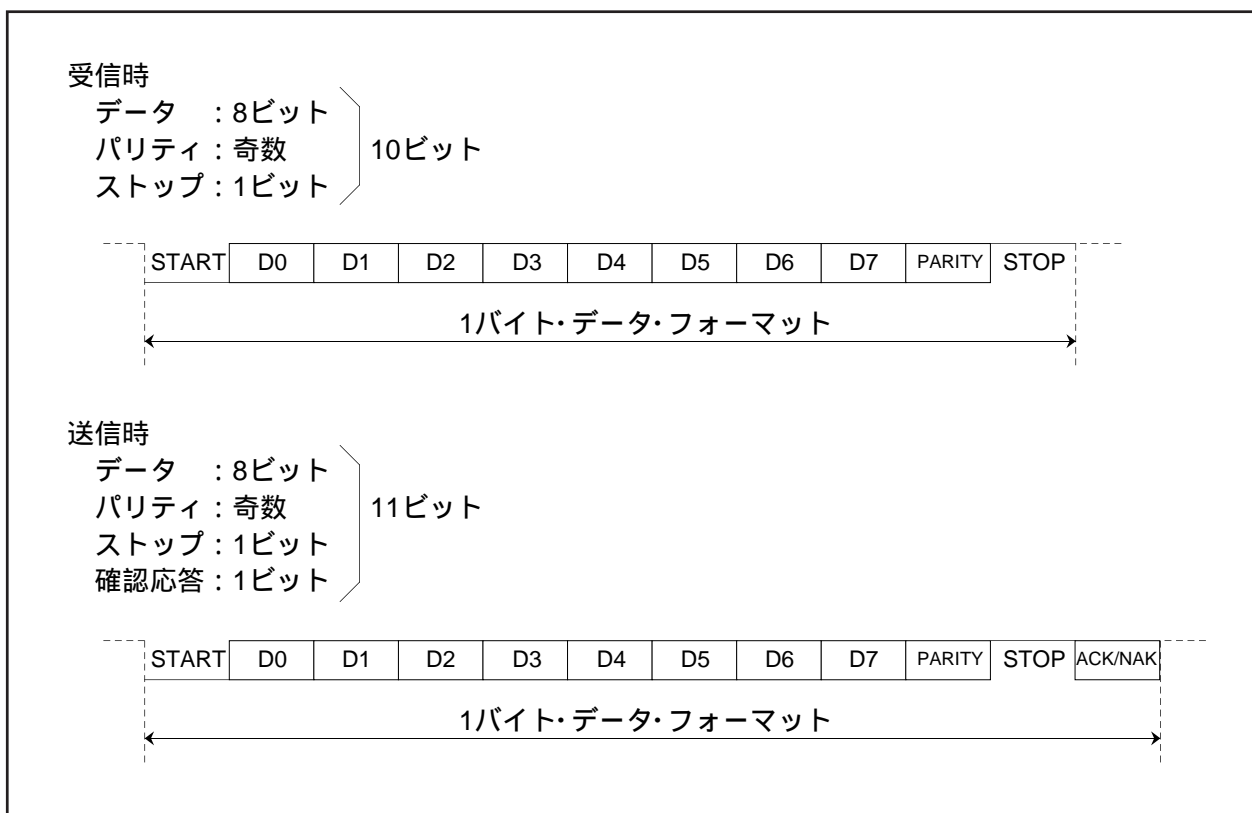 受信時
データ　：8ビット
パリティ：奇数
ストップ：1ビット
10ビット
START D0 D1 D2 D3 D4 D5 D6 D7 PARITY STOP
1バイト・データ・フォーマット
送信時
データ　：8ビット
パリティ：奇数
ストップ：1ビット
確認応答：1ビット
11ビット
START D0 D1 D2 D3 D4 D5 D6 D7 PARITY STOP ACK/NAK
1バイト・データ・フォーマット